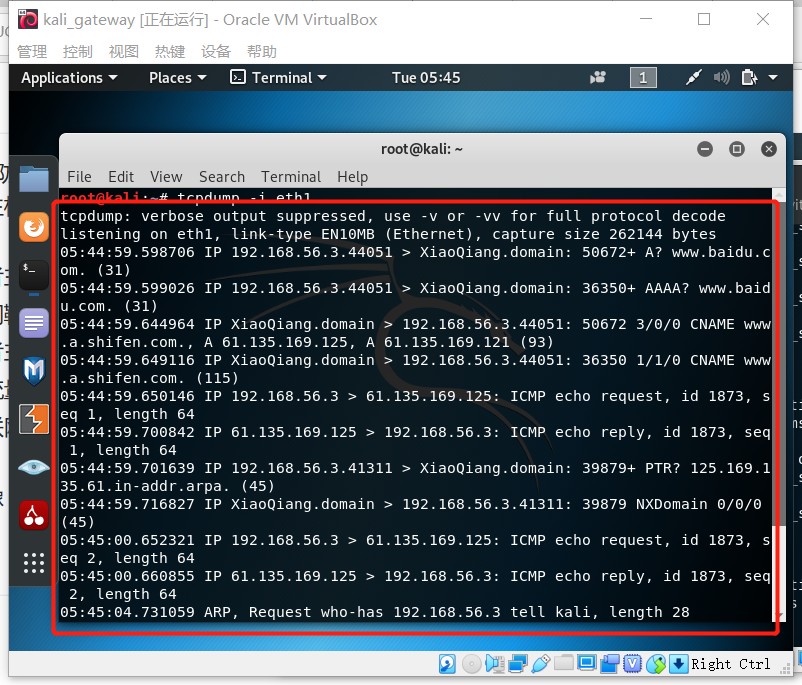 kali_gateway [正在运行] - Oracle VM VirtualBox
管理 控制 视图 热键 设备 帮助
Applications Places Terminal Tue 05:45 1
root@kali: ~
File Edit View Search Terminal Help
root@kali:~# tcpdump -i eth1
tcpdump: verbose output suppressed, use -v or -vv for full protocol decode
listening on eth1, link-type EN10MB (Ethernet), capture size 262144 bytes
05:44:59.598706 IP 192.168.56.3.44051 > XiaoQiang.domain: 50672+ A? www.baidu.c
om. (31)
05:44:59.599026 IP 192.168.56.3.44051 > XiaoQiang.domain: 36350+ AAAA? www.baid
u.com. (31)
05:44:59.644964 IP XiaoQiang.domain > 192.168.56.3.44051: 50672 3/0/0 CNAME www
.a.shifen.com., A 61.135.169.125, A 61.135.169.121 (93)
05:44:59.649116 IP XiaoQiang.domain > 192.168.56.3.44051: 36350 1/1/0 CNAME www
.a.shifen.com. (115)
05:44:59.650146 IP 192.168.56.3 > 61.135.169.125: ICMP echo request, id 1873, s
eq 1, length 64
05:44:59.700842 IP 61.135.169.125 > 192.168.56.3: ICMP echo reply, id 1873, seq
1, length 64
05:44:59.701639 IP 192.168.56.3.41311 > XiaoQiang.domain: 39879+ PTR? 125.169.1
35.61.in-addr.arpa. (45)
05:44:59.716827 IP XiaoQiang.domain > 192.168.56.3.41311: 39879 NXDomain 0/0/0
(45)
05:45:00.652321 IP 192.168.56.3 > 61.135.169.125: ICMP echo request, id 1873, s
eq 2, length 64
05:45:00.660855 IP 61.135.169.125 > 192.168.56.3: ICMP echo reply, id 1873, seq
2, length 64
05:45:04.731059 ARP, Request who-has 192.168.56.3 tell kali, length 28
Right Ctrl